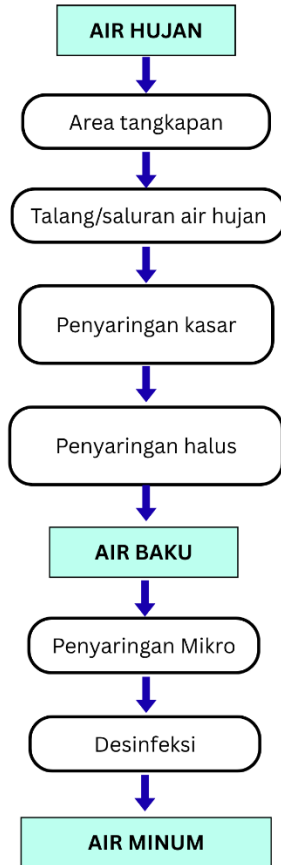 AIR HUJAN
Area tangkapan
Talang/saluran air hujan
Penyaringan kasar
Penyaringan halus
AIR BAKU
Penyaringan Mikro
Desinfeksi
AIR MINUM